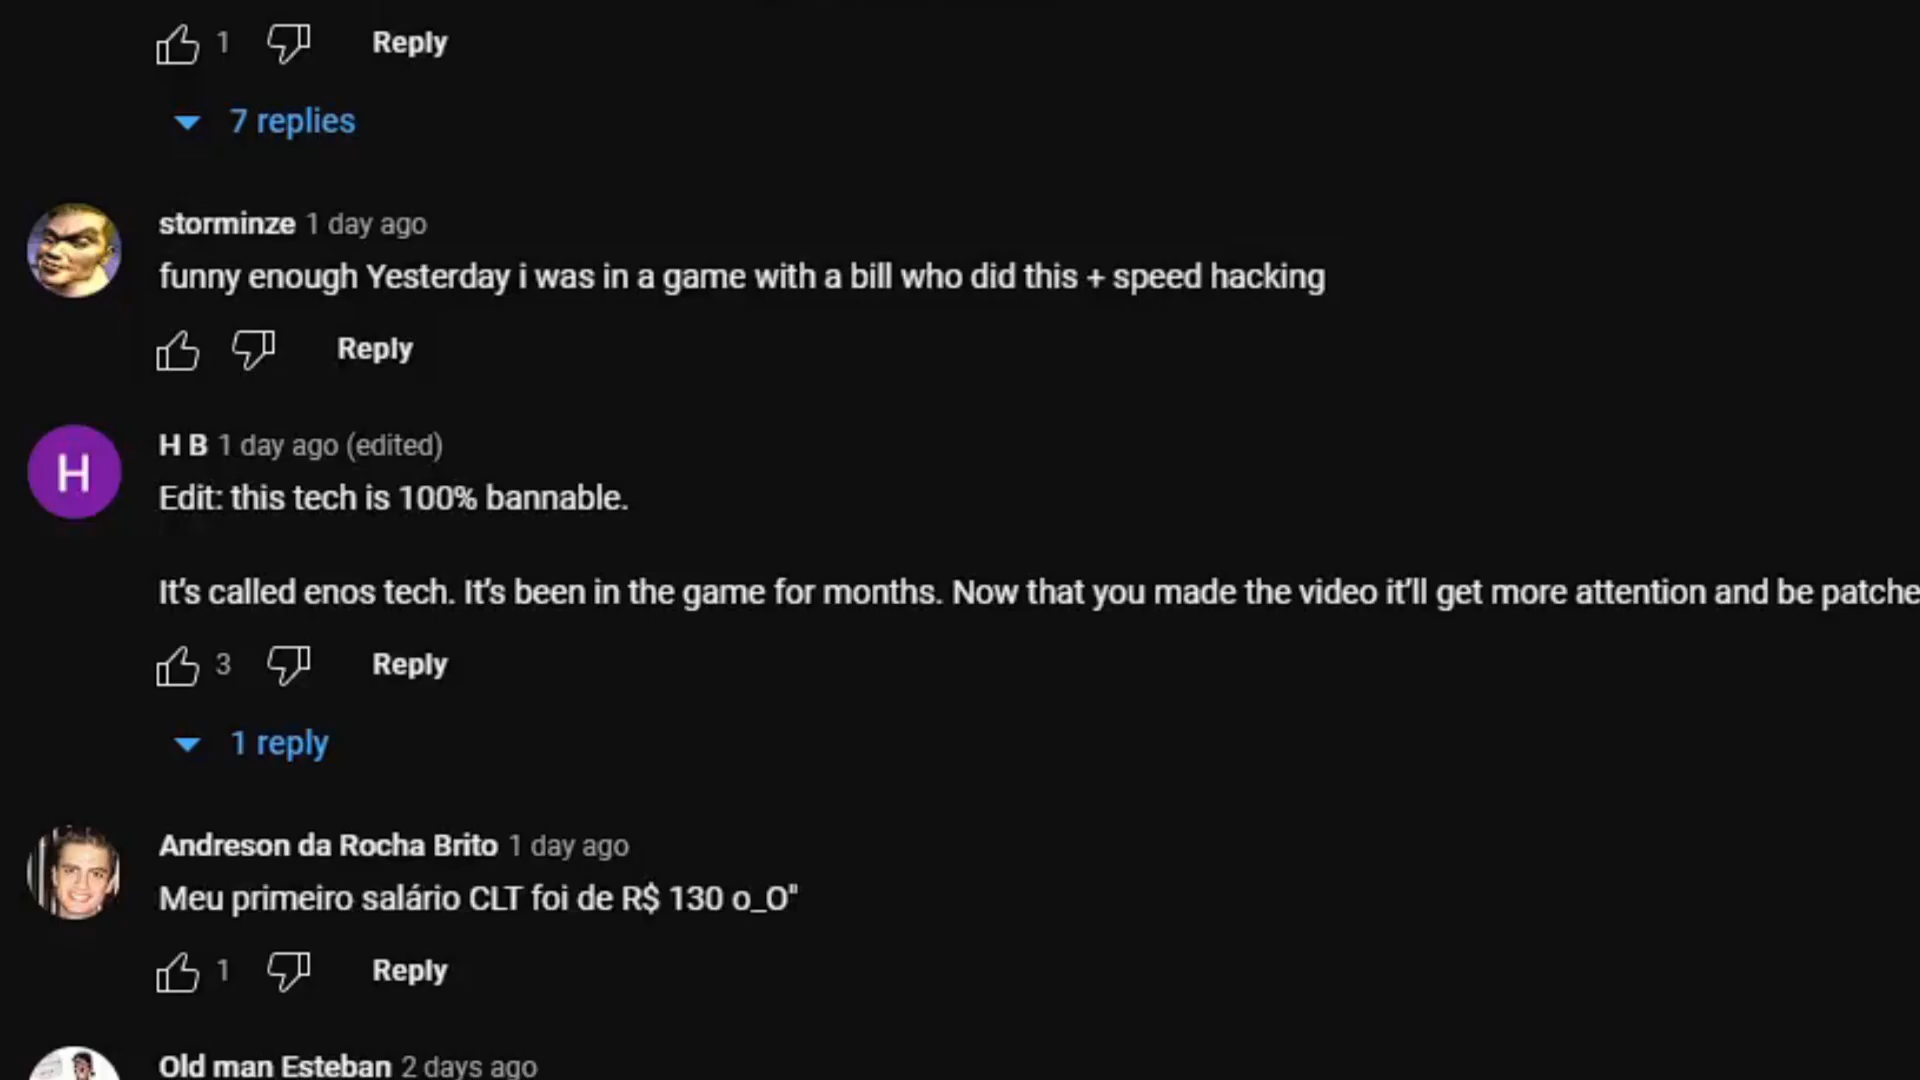 1 Reply
7 replies
storminze 1 day ago
funny enough Yesterday i was in a game with a bill who did this + speed hacking
Reply
H
H B 1 day ago (edited)
Edit: this tech is 100% bannable.
It’s called enos tech. It’s been in the game for months. Now that you made the video it’ll get more attention and be patche
3 Reply
1 reply
Andreson da Rocha Brito 1 day ago
Meu primeiro salário CLT foi de R$ 130 o_O"
1 Reply
Old man Esteban 2 days ago